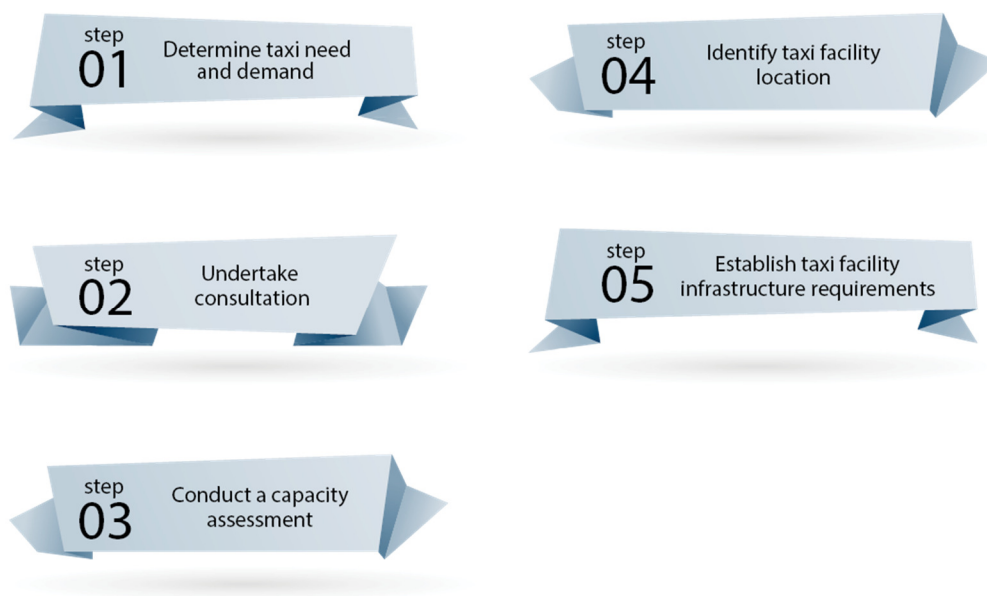 step
01
Determine taxi need
and demand
step
02
Undertake
consultation
step
03
Conduct a capacity
assessment
step
04
Identify taxi facility
location
step
05
Establish taxi facility
infrastructure requirements